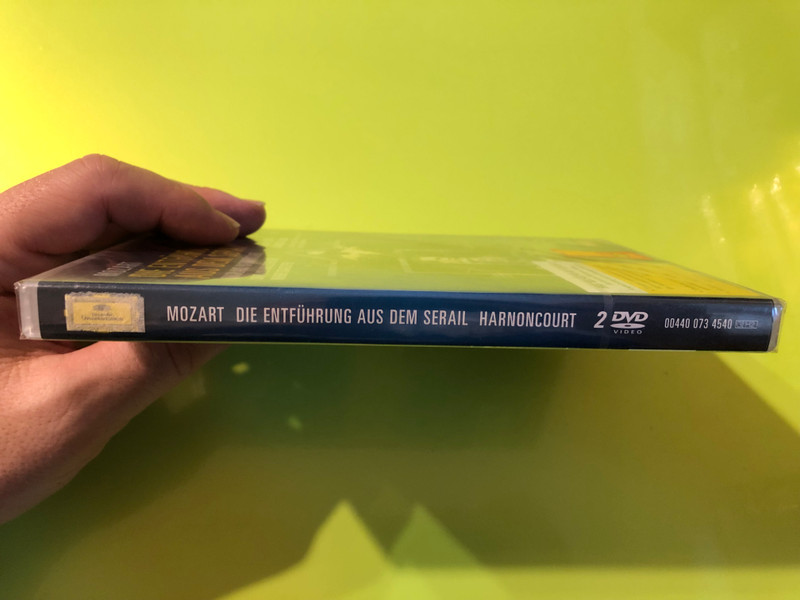 MOZART DIE ENTFÜHRUNG AUS DEM SERAIL HARNONCOURT 2 DVD VIDEO 00440 073 4540